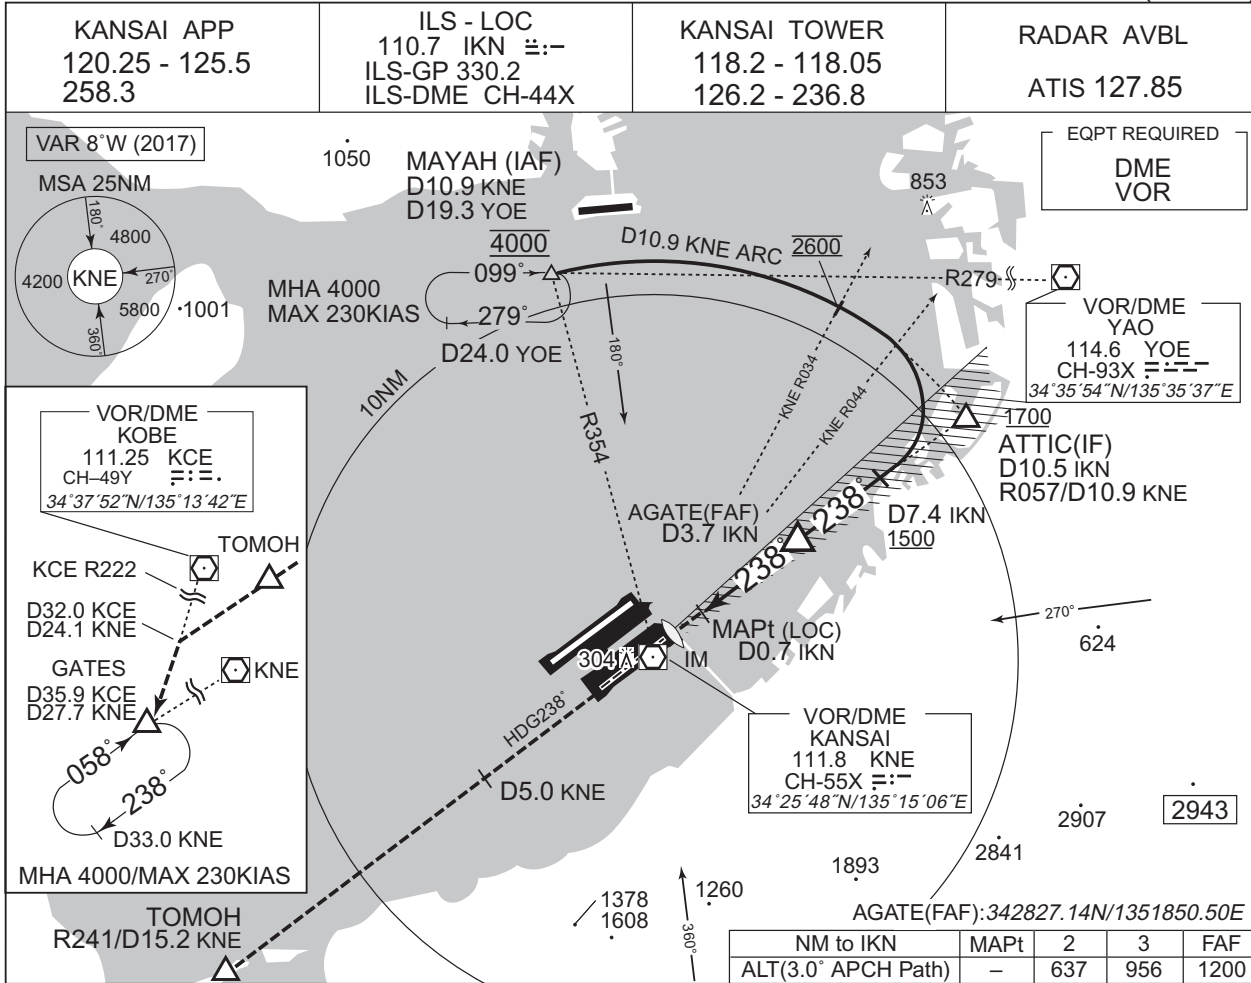 KANSAI APP
120.25 - 125.5
258.3
ILS - LOC
110.7 IKN
ILS-GP 330.2
ILS-DME CH-44X
KANSAI TOWER
118.2 - 118.05
126.2 - 236.8
RADAR AVBL
ATIS 127.85
VAR 8°W (2017)
MSA 25NM
180°
4800
4200
KNE
270°
5800
360°
1050
1001
MAYAH (IAF)
D10.9 KNE
D19.3 YOE
4000
MHA 4000
MAX 230KIAS
099°
279°
D24.0 YOE
D10.9 KNE ARC
2600
853
EQPT REQUIRED
DME
VOR
R279
VOR/DME
YAO
114.6 YOE
CH-93X
34°35´54˝N/135°35´37˝E
10NM
180°
R354
KNE R034
KNE R044
1700
ATTIC(IF)
D10.5 IKN
R057/D10.9 KNE
AGATE(FAF)
D3.7 IKN
238°
238°
D7.4 IKN
1500
MAPt (LOC)
D0.7 IKN
304
IM
270°
624
VOR/DME
KOBE
111.25 KCE
CH–49Y
34°37´52˝N/135°13´42˝E
TOMOH
KCE R222
D32.0 KCE
D24.1 KNE
GATES
D35.9 KCE
D27.7 KNE
KNE
058°
238°
D33.0 KNE
MHA 4000/MAX 230KIAS
HDG238°
D5.0 KNE
VOR/DME
KANSAI
111.8 KNE
CH-55X
34°25´48˝N/135°15´06˝E
2907
2943
2841
1893
1260
1378
1608
360°
TOMOH
R241/D15.2 KNE
AGATE(FAF):342827.14N/1351850.50E
NM to IKN MAPt 2 3 FAF
ALT(3.0° APCH Path) – 637 956 1200